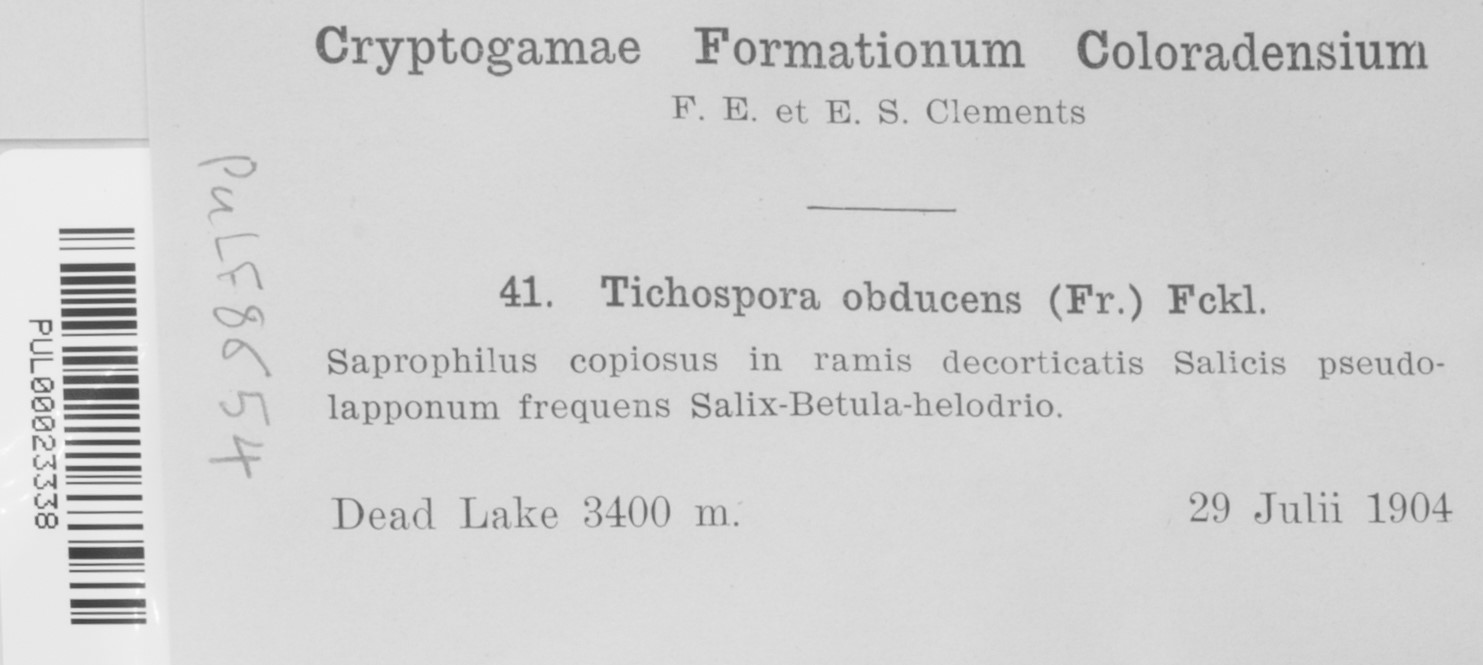 Cryptogamae Formationum Coloradensium
F. E. et E. S. Clements
41. Tichospora obducens (Fr.) Fckl.
Saprophilus copiosus in ramis decorticatis Salicis pseudo-
lapponum frequens Salix-Betula-helodrio.
Dead Lake 3400 m.
29 Julii 1904
PulF8654
PUL00023338